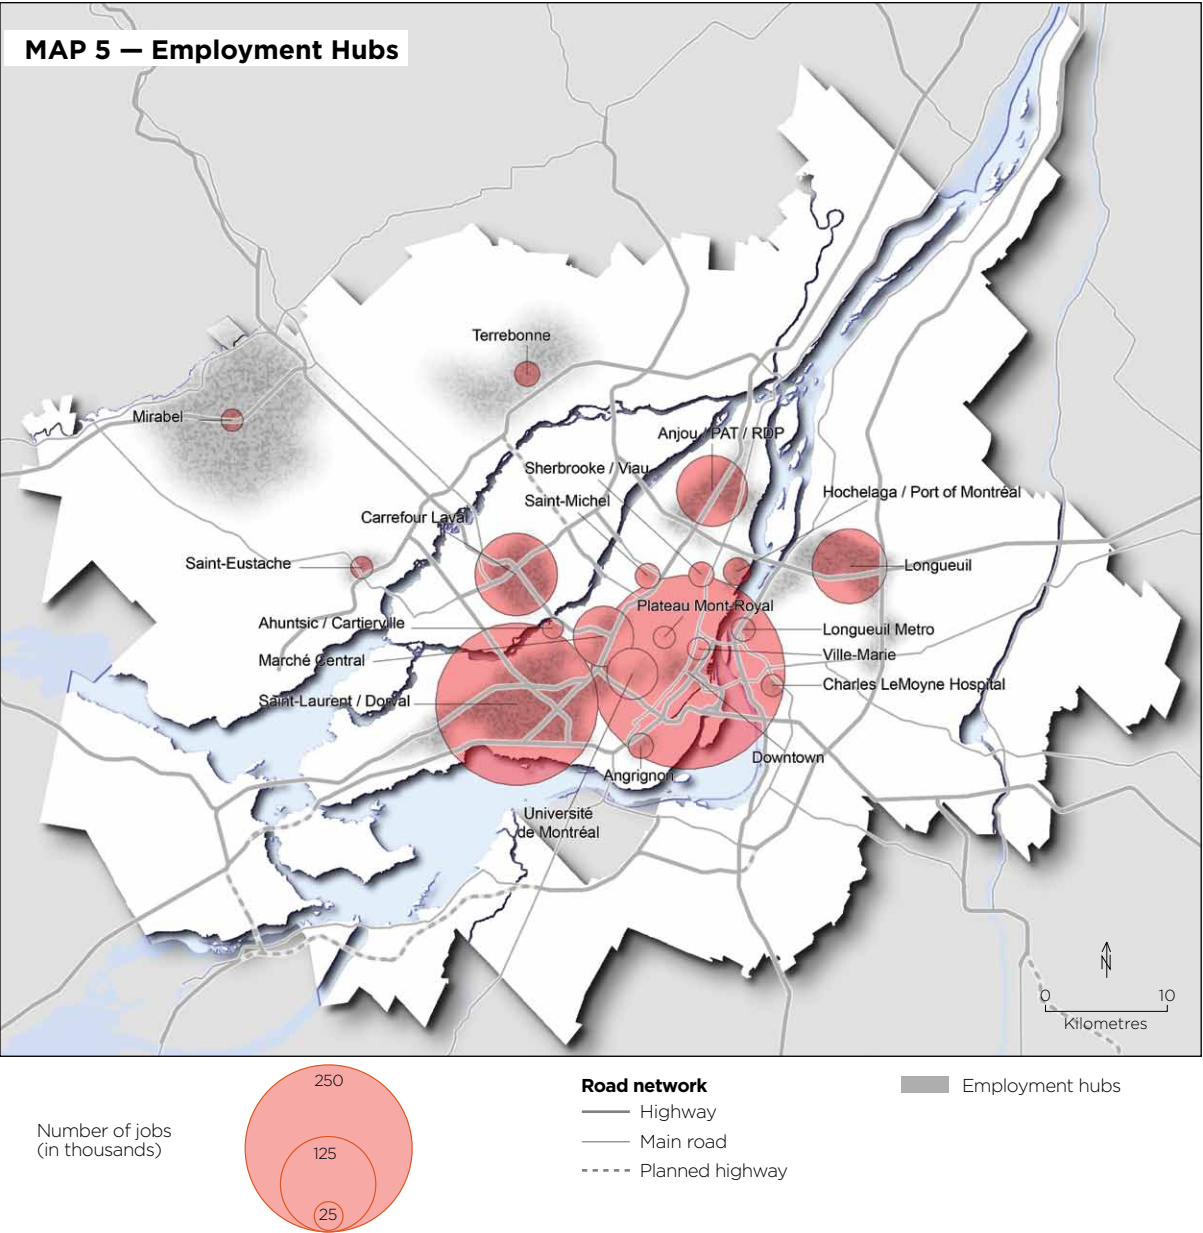 MAP 5 — Employment Hubs
Terrebonne
Mirabel
Anjou / PAT / RDP
Sherbrooke / Viau
Saint-Michel
Hochelaga / Port of Montréal
Carrefour Laval
Saint-Eustache
Longueuil
Plateau Mont-Royal
Ahuntsic / Cartierville
Longueuil Metro
Marché Central
Ville-Marie
Charles LeMoyne Hospital
Saint-Laurent / Dorval
Downtown
Angrignon
Université
de Montréal
N
0 10
Kilometres
Number of jobs
(in thousands)
250
125
25
Road network
Highway
Main road
Planned highway
Employment hubs